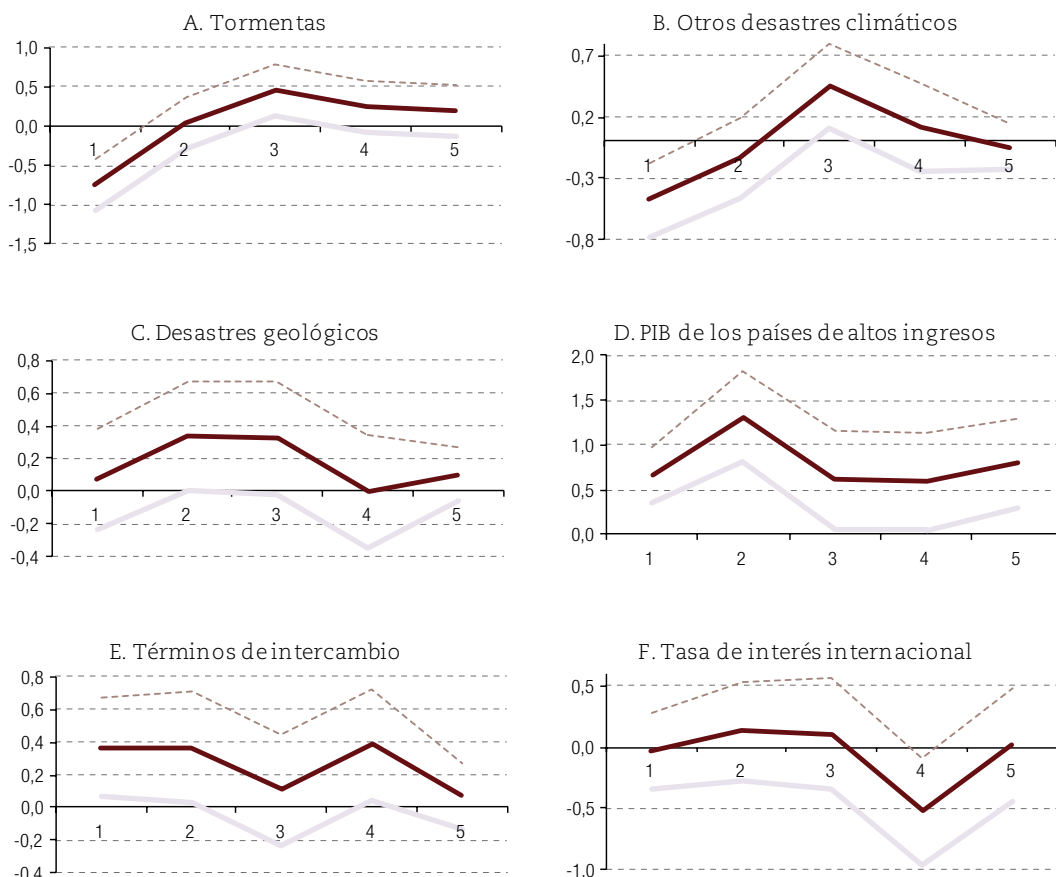 A. Tormentas
1,0
0,5
0,0
-0,5
-1,0
-1,5
1 2 3 4 5
B. Otros desastres climáticos
0,7
0,2
-0,3
-0,8
1 2 3 4 5
C. Desastres geológicos
0,8
0,6
0,4
0,2
0,0
-0,2
-0,4
1 2 3 4 5
D. PIB de los países de altos ingresos
2,0
1,5
1,0
0,5
0,0
1 2 3 4 5
E. Términos de intercambio
0,8
0,6
0,4
0,2
0,0
-0,2
-0,4
1 2 3 4 5
F. Tasa de interés internacional
0,5
0,0
-0,5
-1,0
1 2 3 4 5